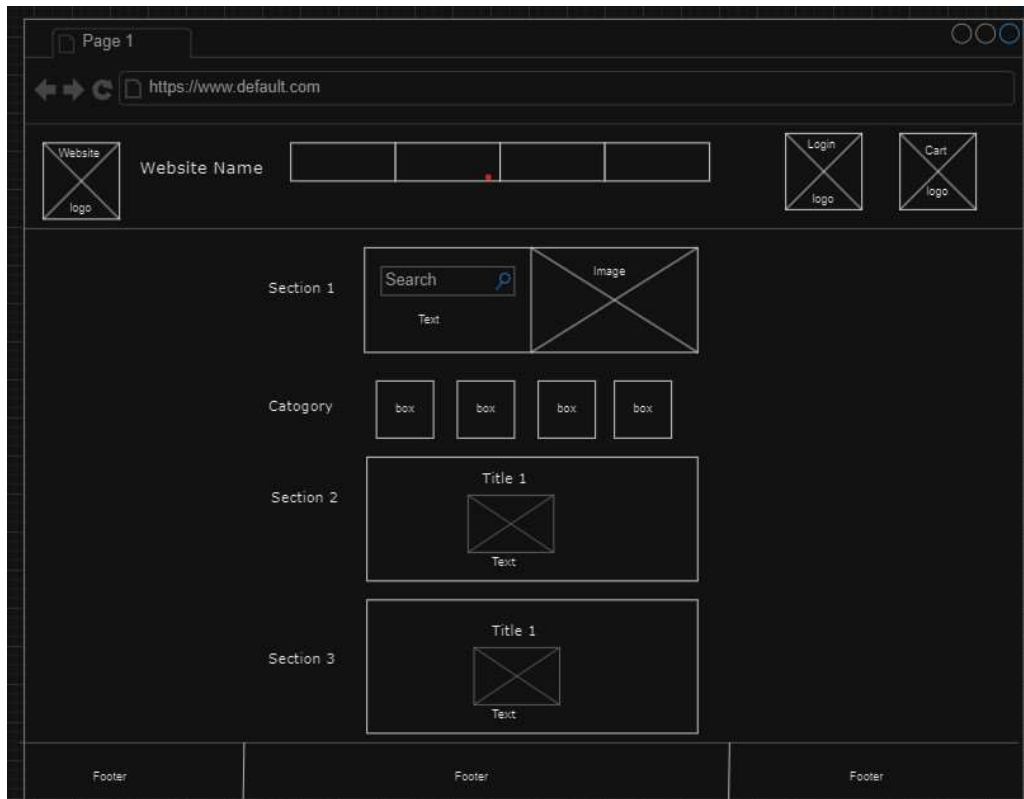 Page 1
https://www.default.com
Website
logo
Website Name
Login
logo
Cart
logo
Section 1
Search
Text
Image
Catogory
box
box
box
box
Section 2
Title 1
Text
Section 3
Title 1
Text
Footer
Footer
Footer